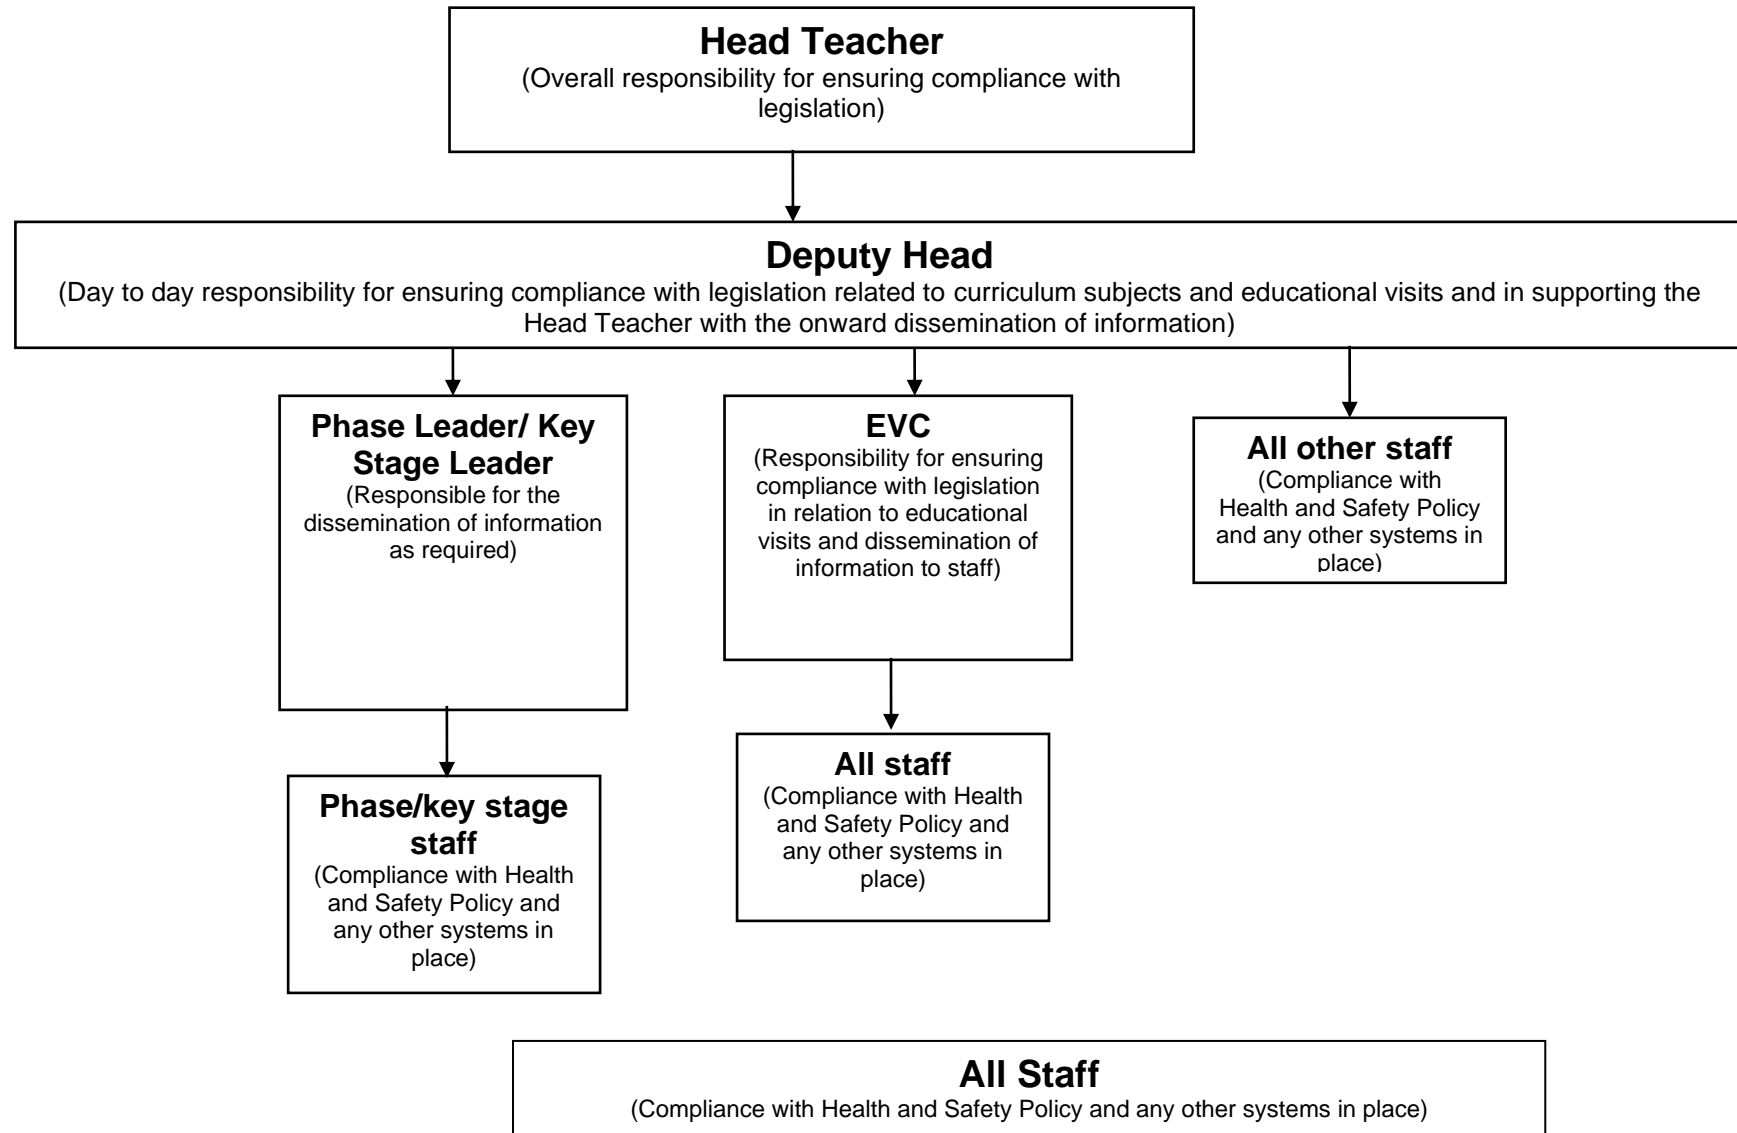 Head Teacher
(Overall responsibility for ensuring compliance with
legislation)
Deputy Head
(Day to day responsibility for ensuring compliance with legislation related to curriculum subjects and educational visits and in supporting the
Head Teacher with the onward dissemination of information)
Phase Leader/ Key
Stage Leader
(Responsible for the
dissemination of information
as required)
EVC
(Responsibility for ensuring
compliance with legislation
in relation to educational
visits and dissemination of
information to staff)
All other staff
(Compliance with
Health and Safety Policy
and any other systems in
place)
Phase/key stage
staff
(Compliance with Health
and Safety Policy and
any other systems in
place)
All staff
(Compliance with Health
and Safety Policy and
any other systems in
place)
All Staff
(Compliance with Health and Safety Policy and any other systems in place)